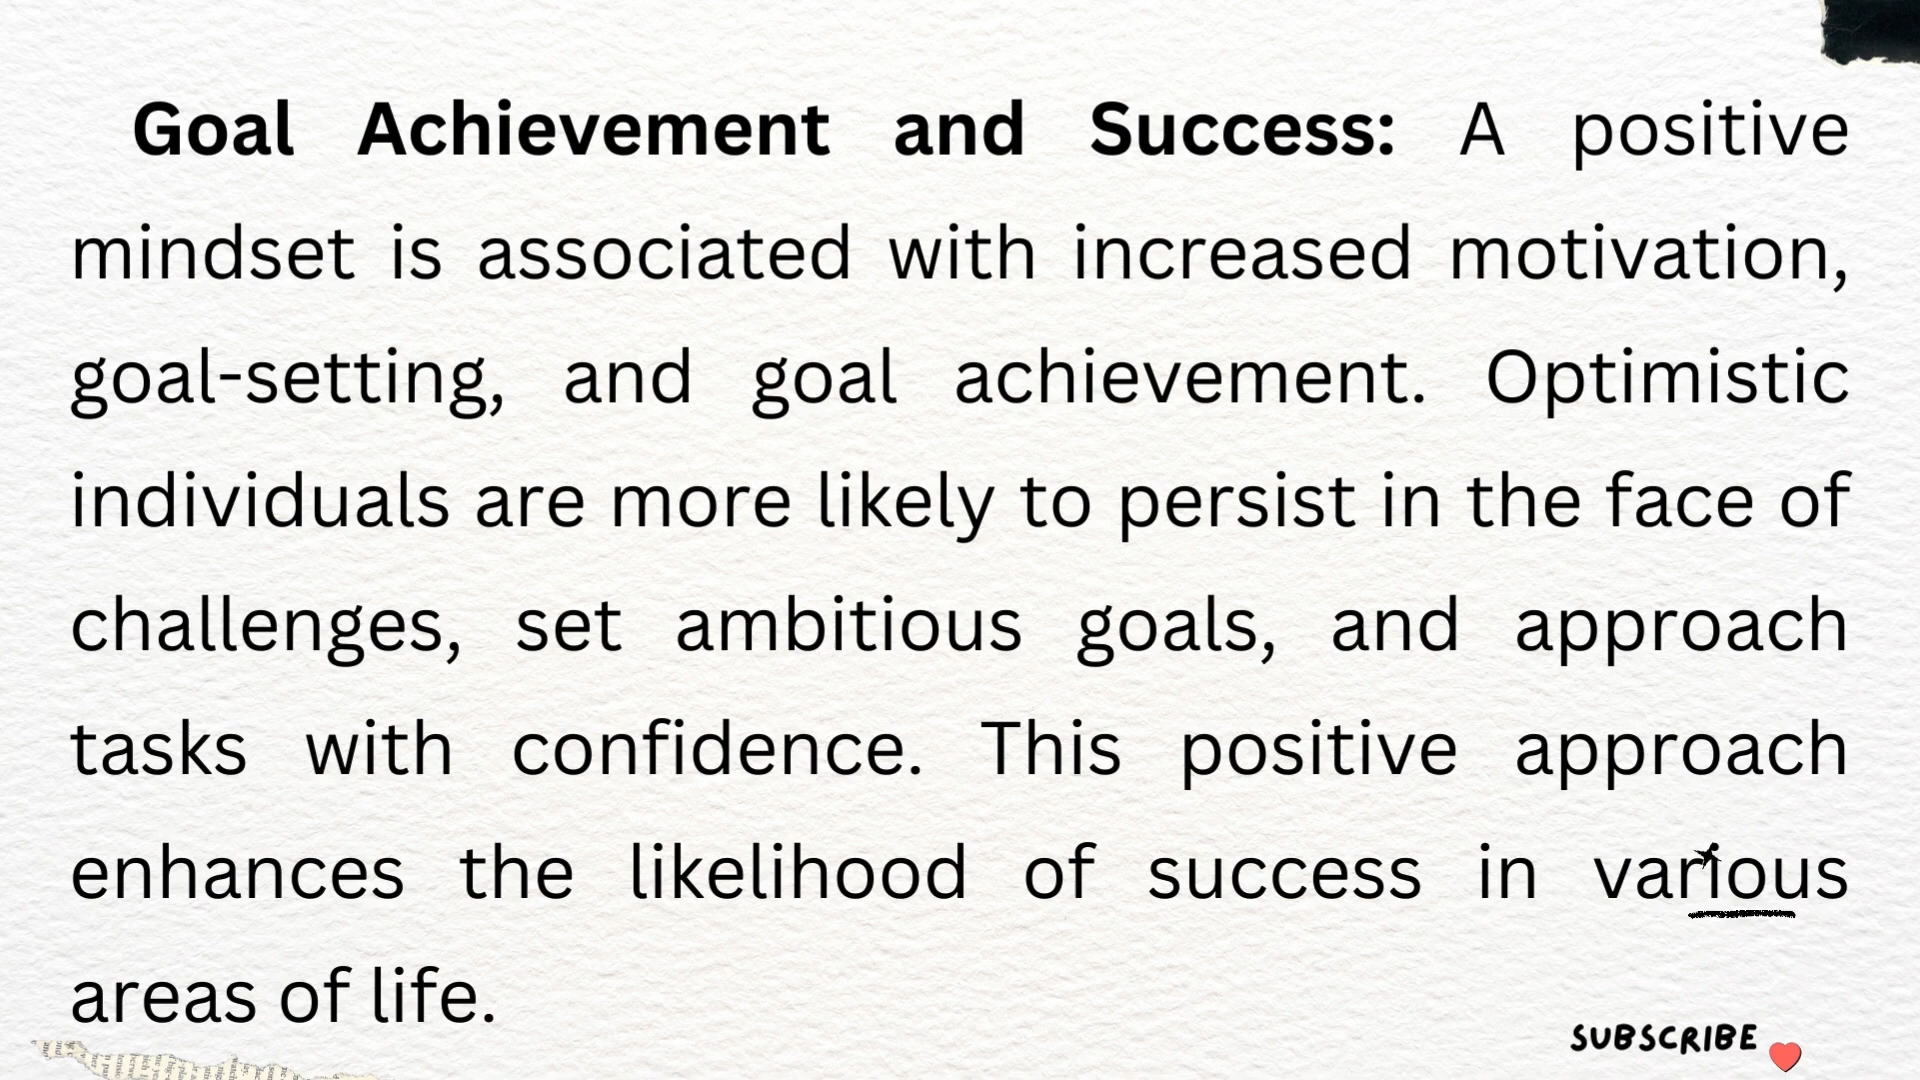 Goal Achievement and Success: A positive
mindset is associated with increased motivation,
goal-setting, and goal achievement. Optimistic
individuals are more likely to persist in the face of
challenges, set ambitious goals, and approach
tasks with confidence. This positive approach
enhances the likelihood of success in various
areas of life.
SUBSCRIBE